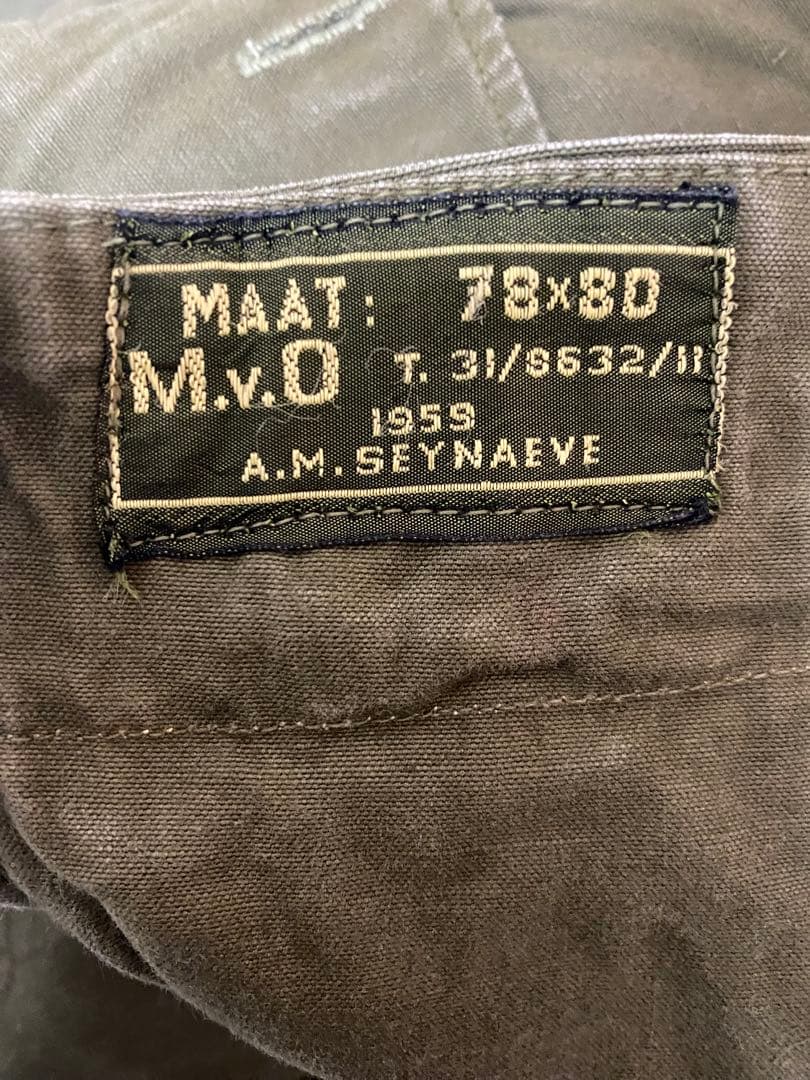 MAAT: 78x80
M.v.O T. 31/8632/11
1959
A.M. SEYNAEVE